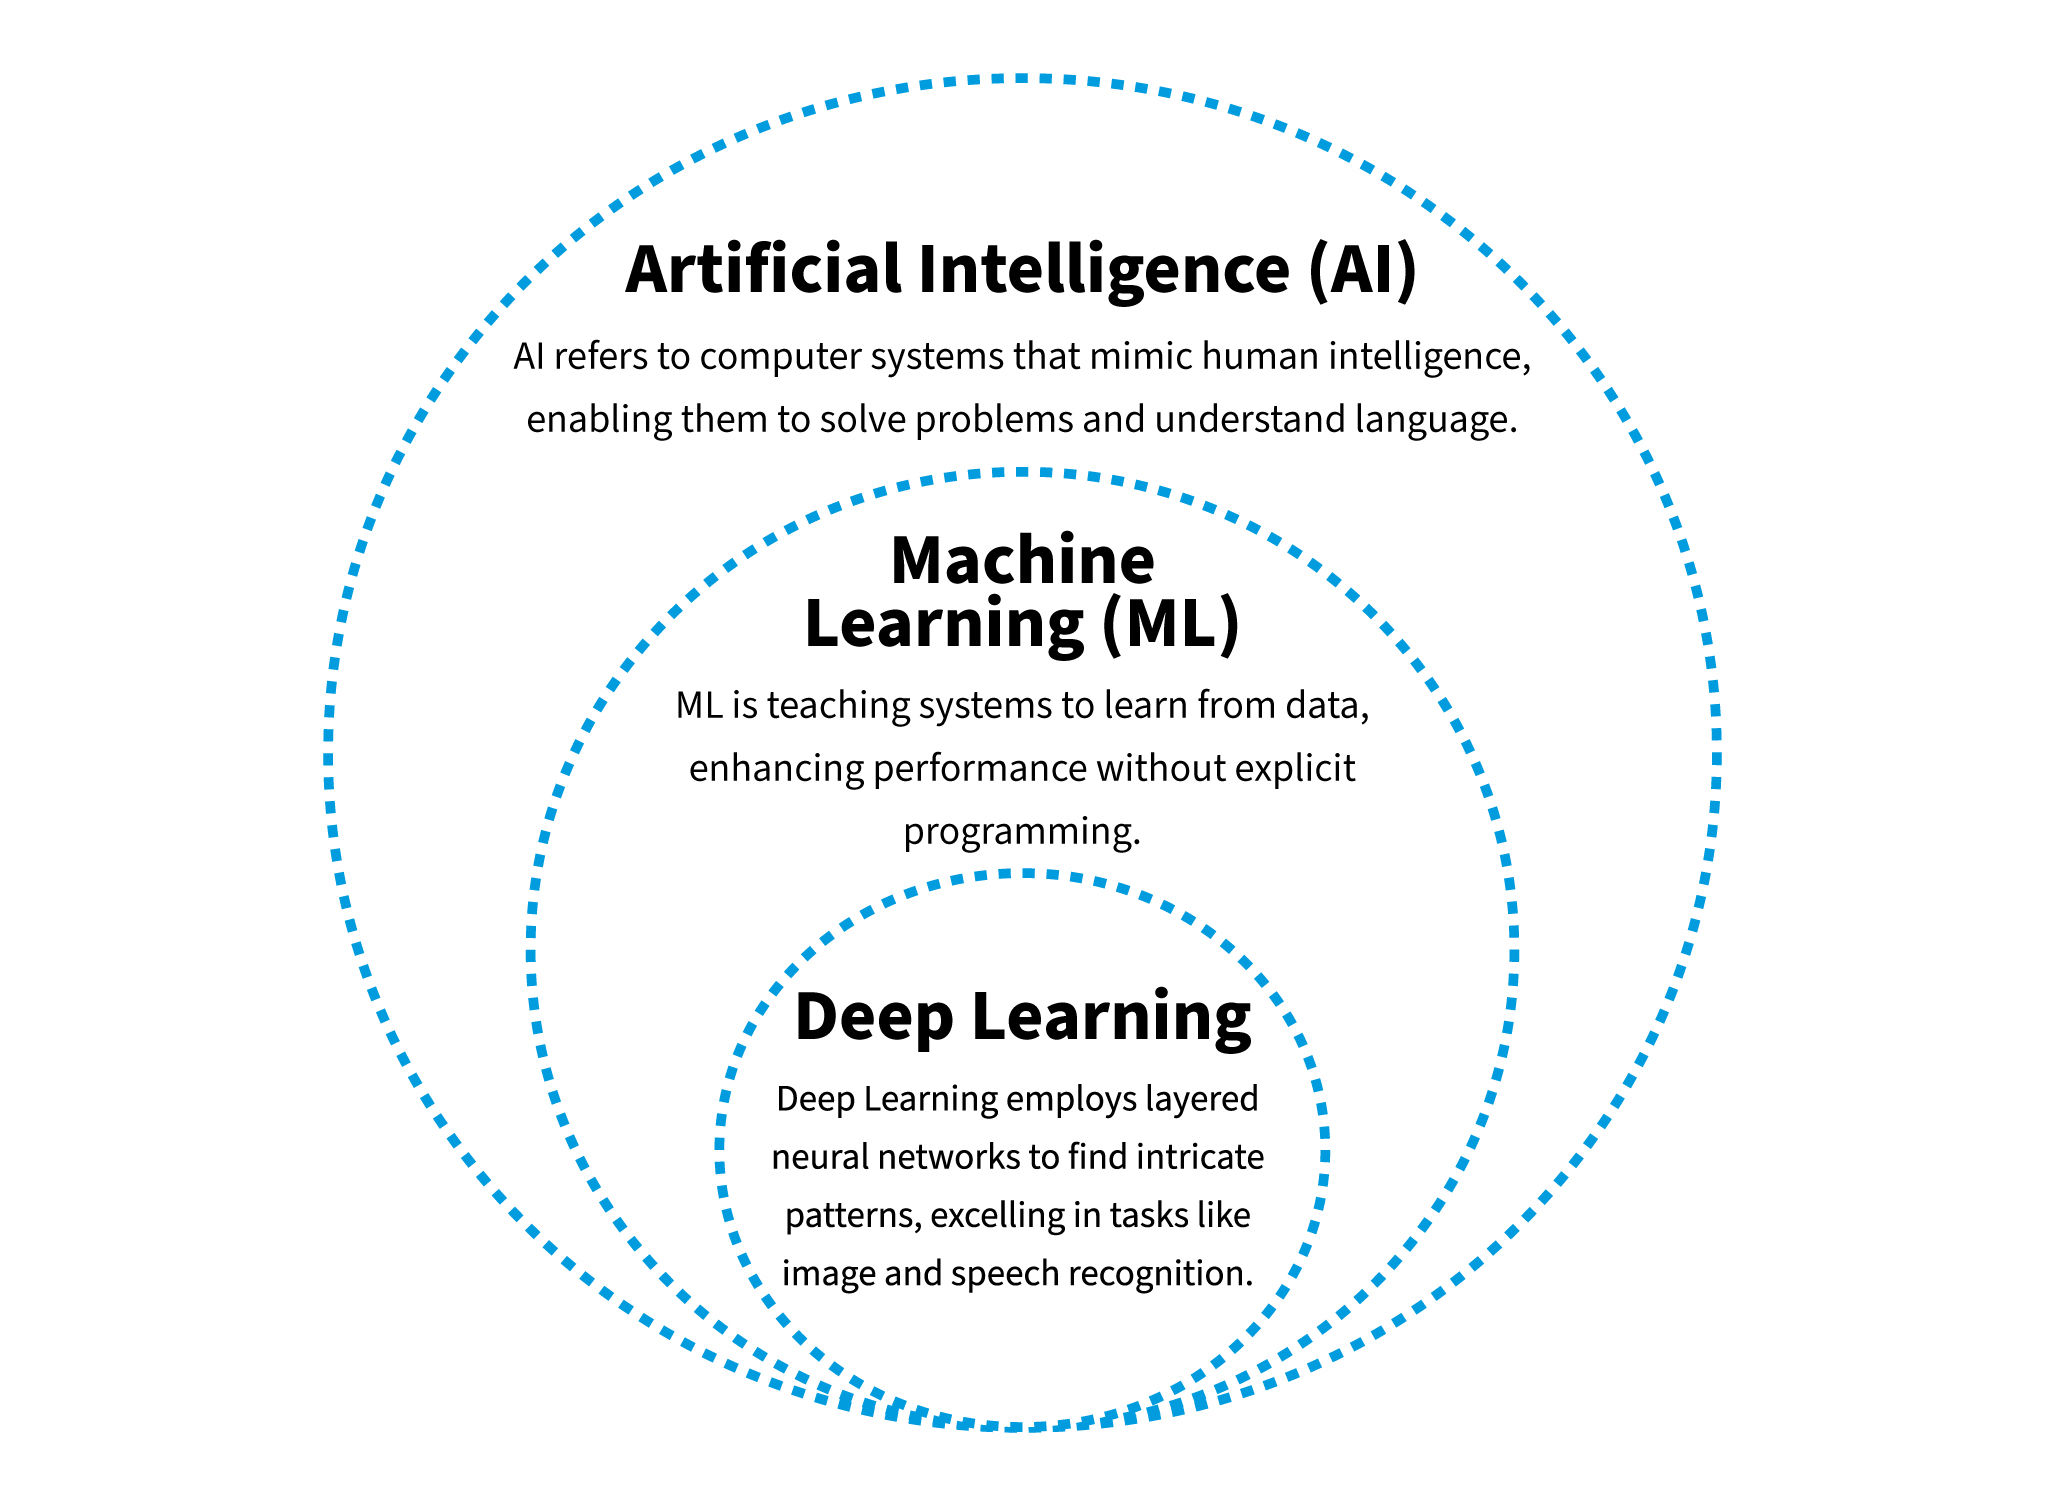 Artificial Intelligence (AI)
AI refers to computer systems that mimic human intelligence,
enabling them to solve problems and understand language.
Machine
Learning (ML)
ML is teaching systems to learn from data,
enhancing performance without explicit
programming.
Deep Learning
Deep Learning employs layered
neural networks to find intricate
patterns, excelling in tasks like
image and speech recognition.